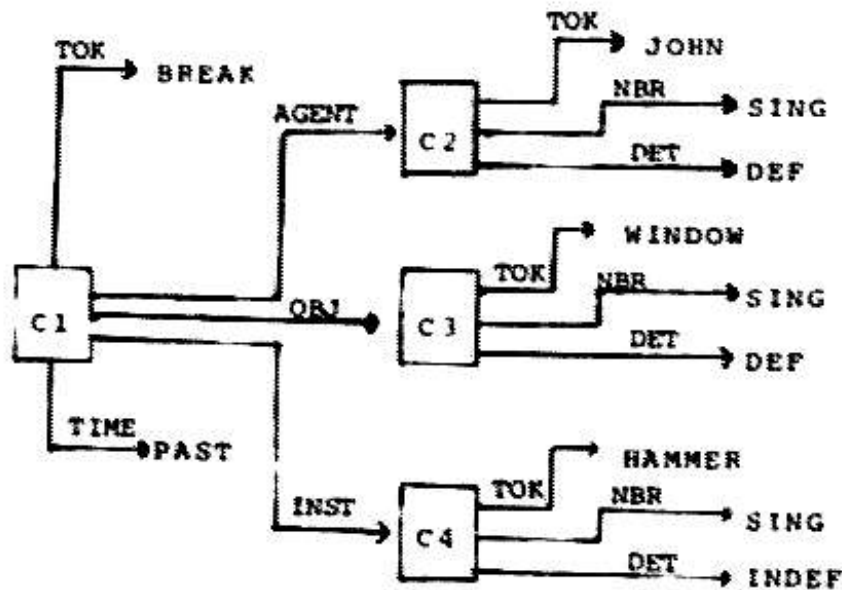 TOK
JOHN
TOK
BREAK
NBR
SING
AGENT
C2
DET
DEF
WINDOW
TOK
NBR
SING
C1
OBJ
C3
DET
DEF
TIME
PAST
HAMMER
TOK
NBR
INST
SING
C4
DET
INDEF